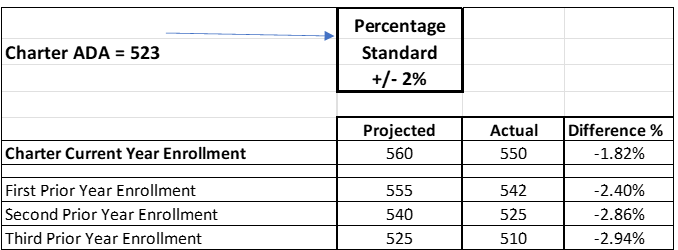 Percentage
Charter ADA = 523 Standard
+/- 2%
Projected Actual Difference %
Charter Current Year Enrollment 560 550 -1.82%
First Prior Year Enrollment 555 542 -2.40%
Second Prior Year Enrollment 540 525 -2.86%
Third Prior Year Enrollment 525 510 -2.94%